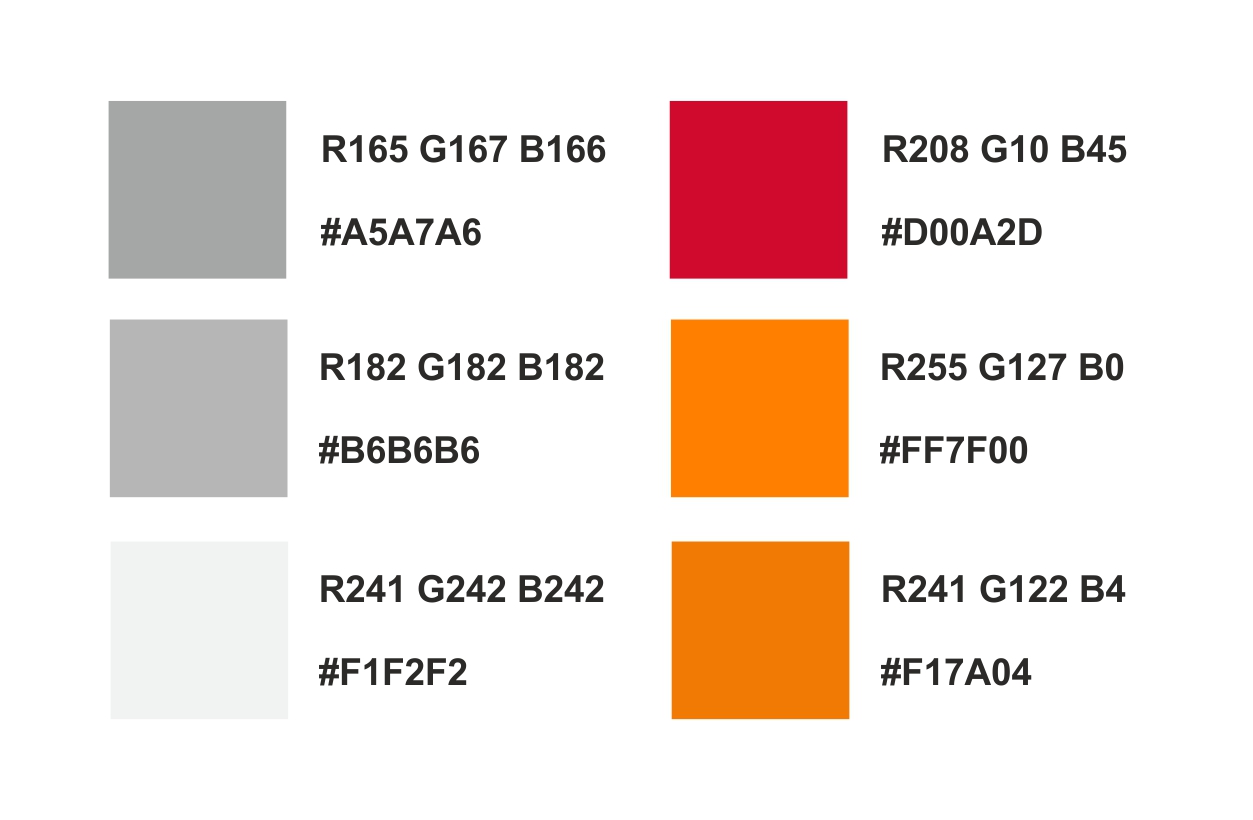 R165 G167 B166
#A5A7A6
R208 G10 B45
#D00A2D
R182 G182 B182
#B6B6B6
R255 G127 B0
#FF7F00
R241 G242 B242
#F1F2F2
R241 G122 B4
#F17A04